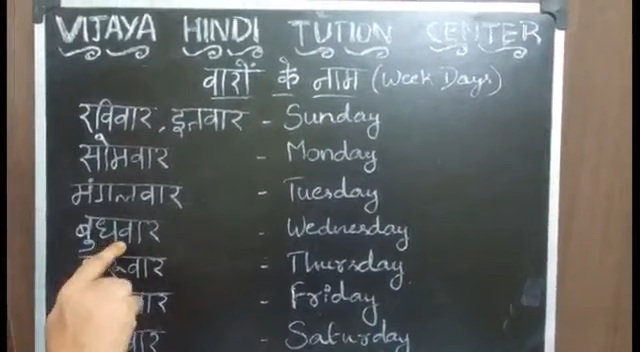 VIJAYA HINDI TUTION CENTER
वारों के नाम (Week Days)
रविवार, इतवार - Sunday
सोमवार - Monday
मंगलवार - Tuesday
बुधवार - Wednesday
- Thursday
- Friday
- Saturday